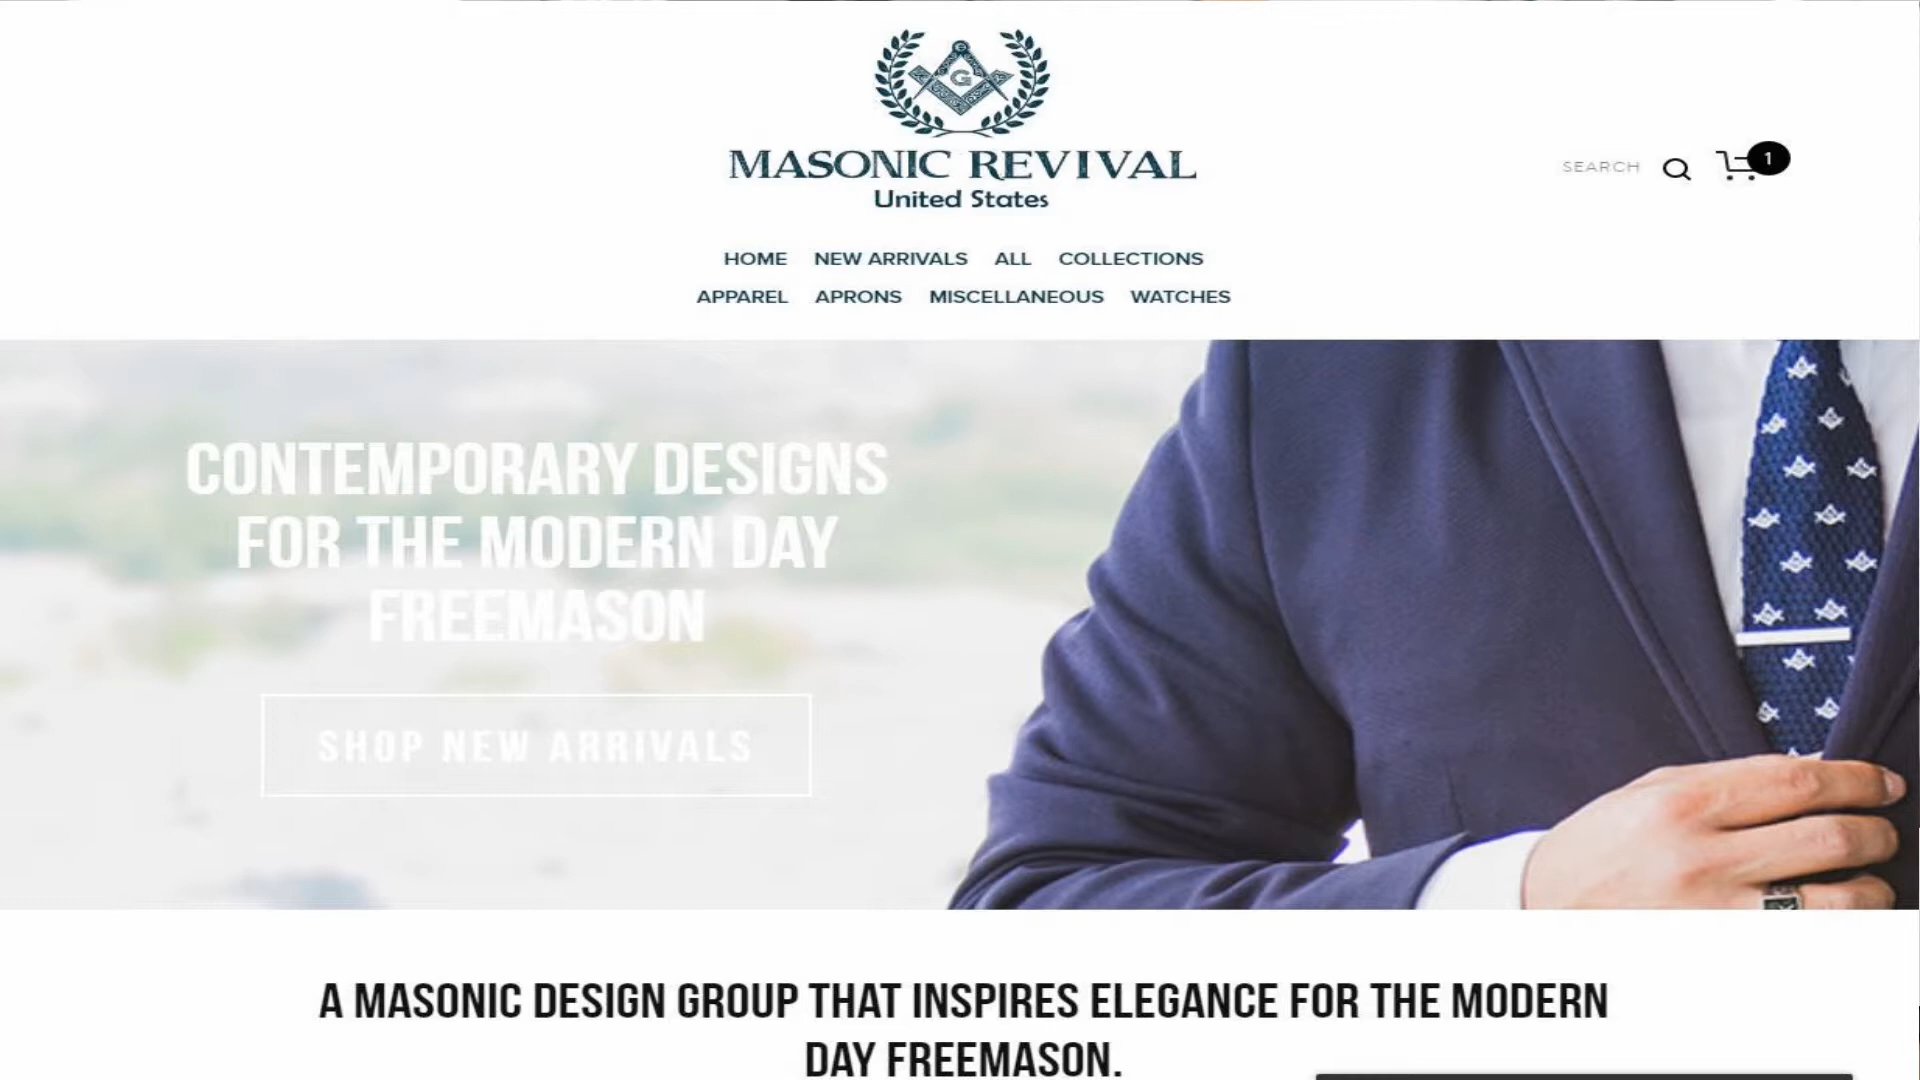 G
MASONIC REVIVAL
United States
SEARCH
1
HOME NEW ARRIVALS ALL COLLECTIONS
APPAREL APRONS MISCELLANEOUS WATCHES
CONTEMPORARY DESIGNS
FOR THE MODERN DAY
FREEMASON
SHOP NEW ARRIVALS
A MASONIC DESIGN GROUP THAT INSPIRES ELEGANCE FOR THE MODERN
DAY FREEMASON.